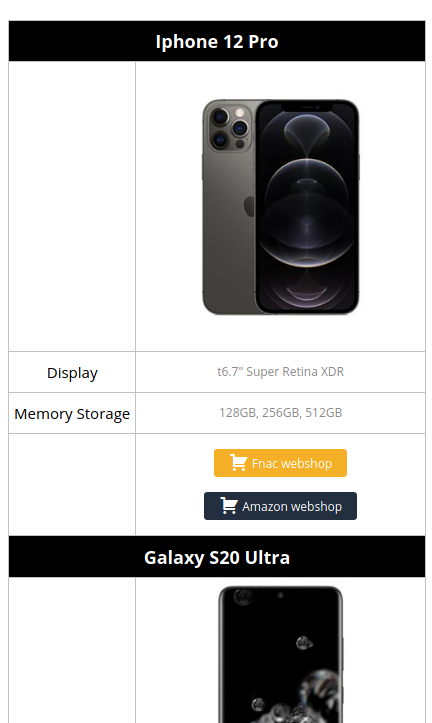 Iphone 12 Pro
Display
t6.7" Super Retina XDR
Memory Storage
128GB, 256GB, 512GB
Fnac webshop
Amazon webshop
Galaxy S20 Ultra